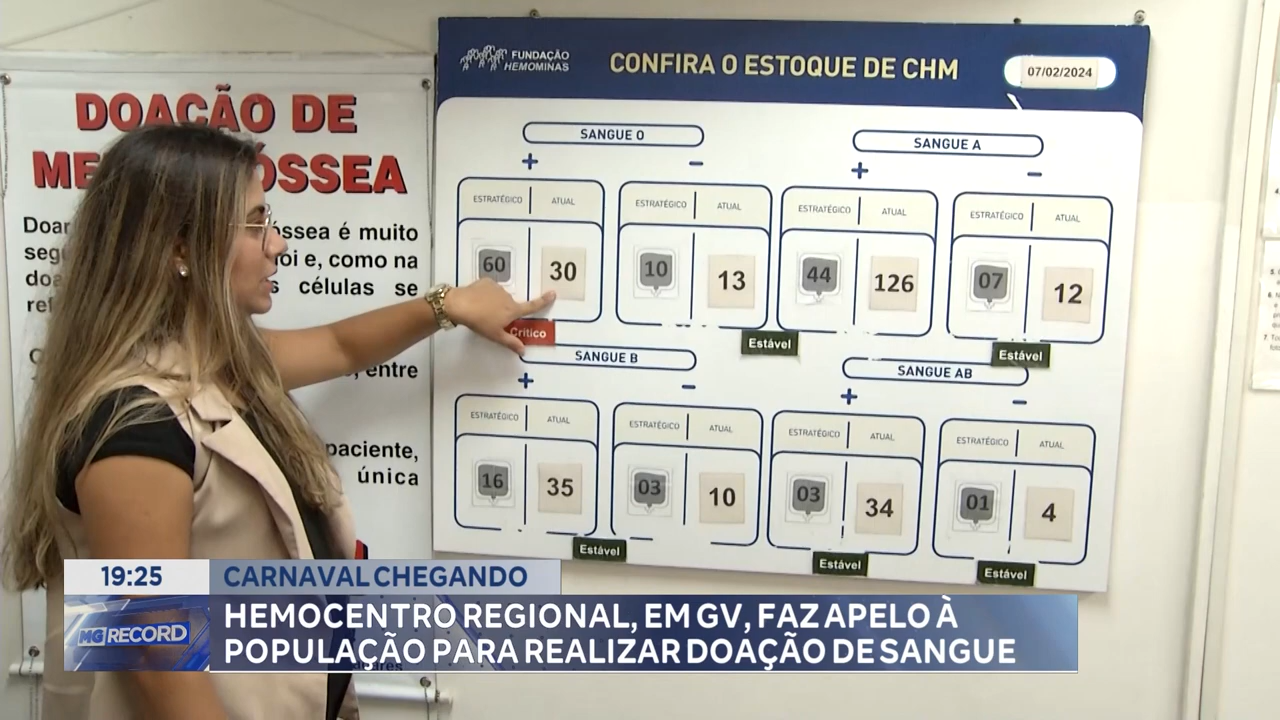 FUNDAÇÃO
HEMOMINAS
CONFIRA O ESTOQUE DE CHM
07/02/2024
DOAÇÃO DE
ÓSSEA
Doar
óssea é muito
seg
oi e, como na
doa
s células se
ref
entre
paciente,
única
SANGUE O
+ −
ESTRATÉGICO ATUAL
60 30
ESTRATÉGICO ATUAL
10 13
Crítico
Estável
SANGUE A
+ −
ESTRATÉGICO ATUAL
44 126
ESTRATÉGICO ATUAL
07 12
Estável
SANGUE B
+ −
ESTRATÉGICO ATUAL
16 35
ESTRATÉGICO ATUAL
03 10
Estável
SANGUE AB
+ −
ESTRATÉGICO ATUAL
03 34
ESTRATÉGICO ATUAL
01 4
Estável
Estável
19:25
CARNAVAL CHEGANDO
MG RECORD
HEMOCENTRO REGIONAL, EM GV, FAZ APELO À
POPULAÇÃO PARA REALIZAR DOAÇÃO DE SANGUE